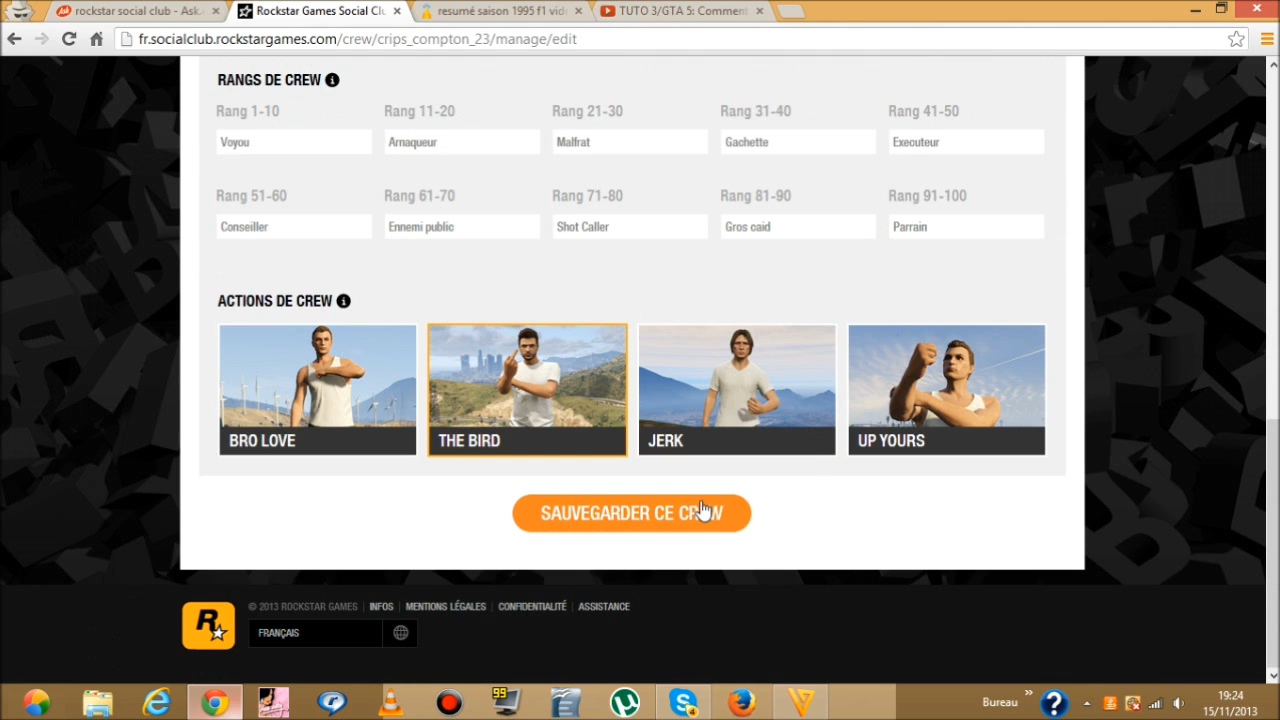 rockstar social club - Ask.
Rockstar Games Social Cl
resumé saison 1995 f1 vid
TUTO 3/GTA 5: Comment
fr.socialclub.rockstargames.com/crew/crips_compton_23/manage/edit
RANGS DE CREW
Rang 1-10
Rang 11-20
Rang 21-30
Rang 31-40
Rang 41-50
Voyou
Arnaqueur
Malfrat
Gachette
Executeur
Rang 51-60
Rang 61-70
Rang 71-80
Rang 81-90
Rang 91-100
Conseiller
Ennemi public
Shot Caller
Gros caid
Parrain
ACTIONS DE CREW
BRO LOVE
THE BIRD
JERK
UP YOURS
SAUVEGARDER CE CREW
© 2013 ROCKSTAR GAMES | INFOS | MENTIONS LÉGALES | CONFIDENTIALITÉ | ASSISTANCE
FRANÇAIS
99
4
Bureau
19:24
15/11/2013